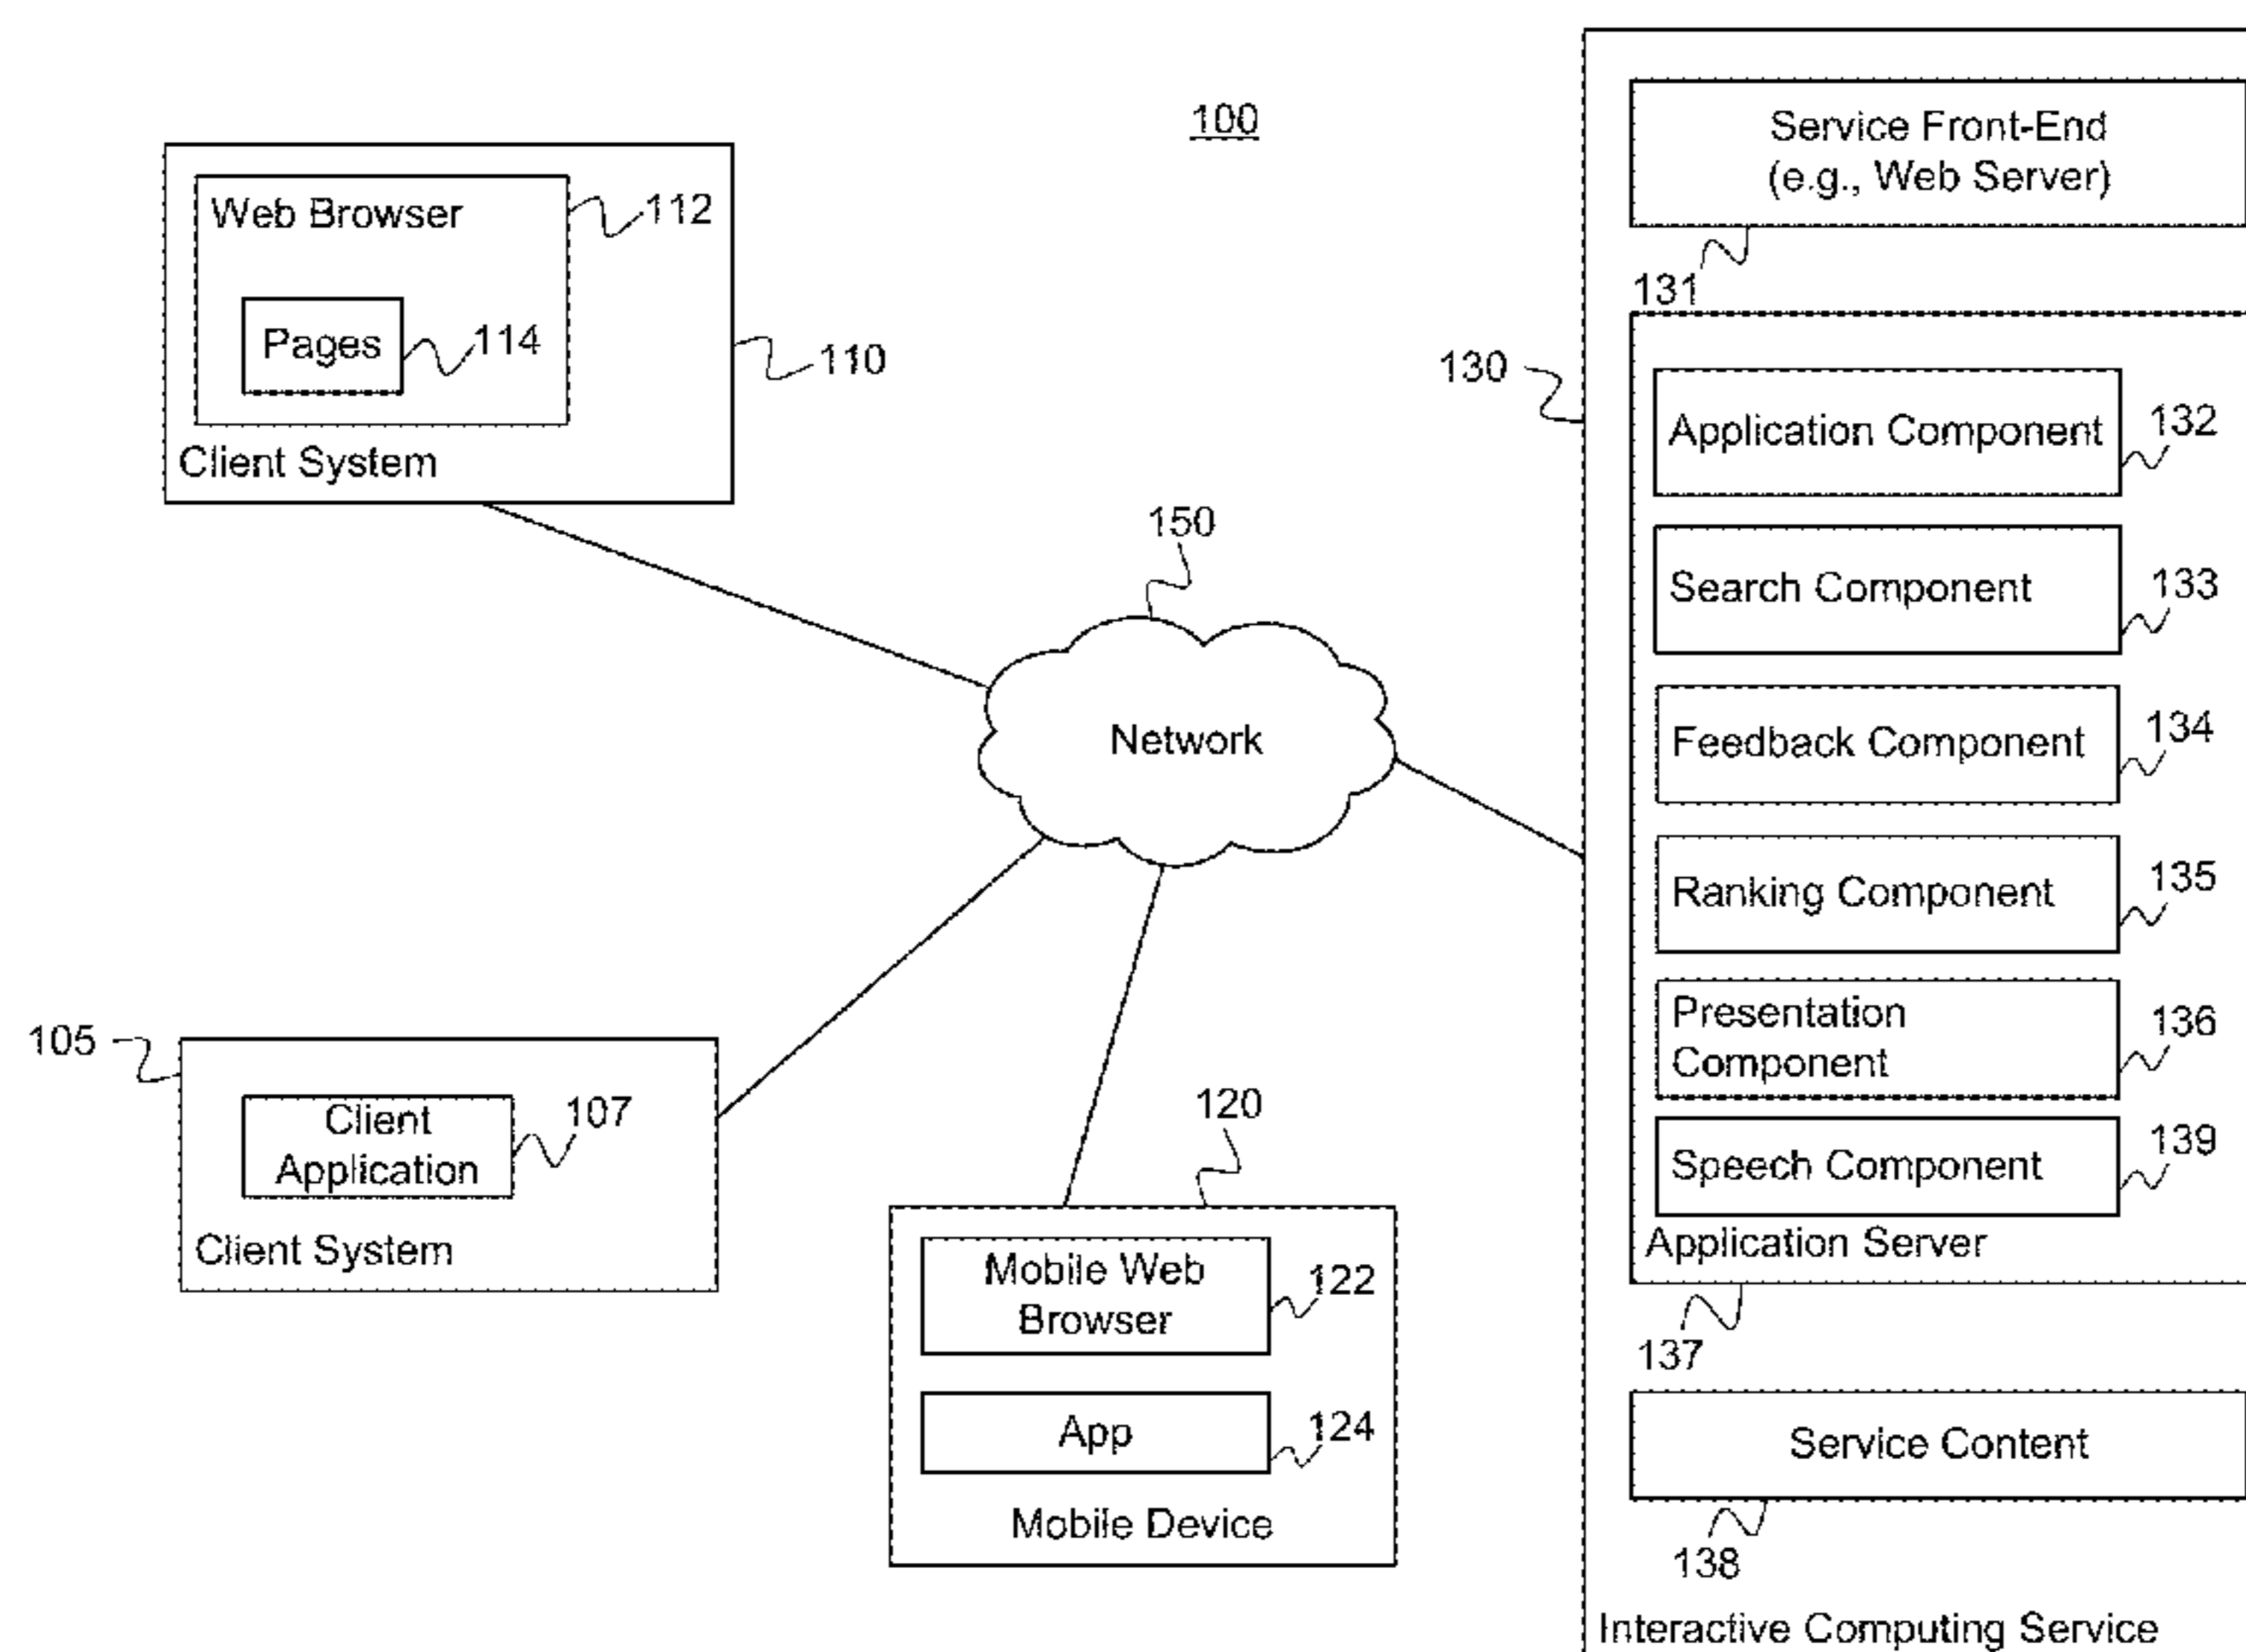 100
Web Browser
112
Pages
114
110
Client System
150
Network
105
Client
Application
107
Client System
120
Mobile Web
Browser
122
App
124
Mobile Device
130
Service Front-End
(e.g., Web Server)
131
Application Component
132
Search Component
133
Feedback Component
134
Ranking Component
135
Presentation
Component
136
Speech Component
139
Application Server
137
Service Content
138
Interactive Computing Service